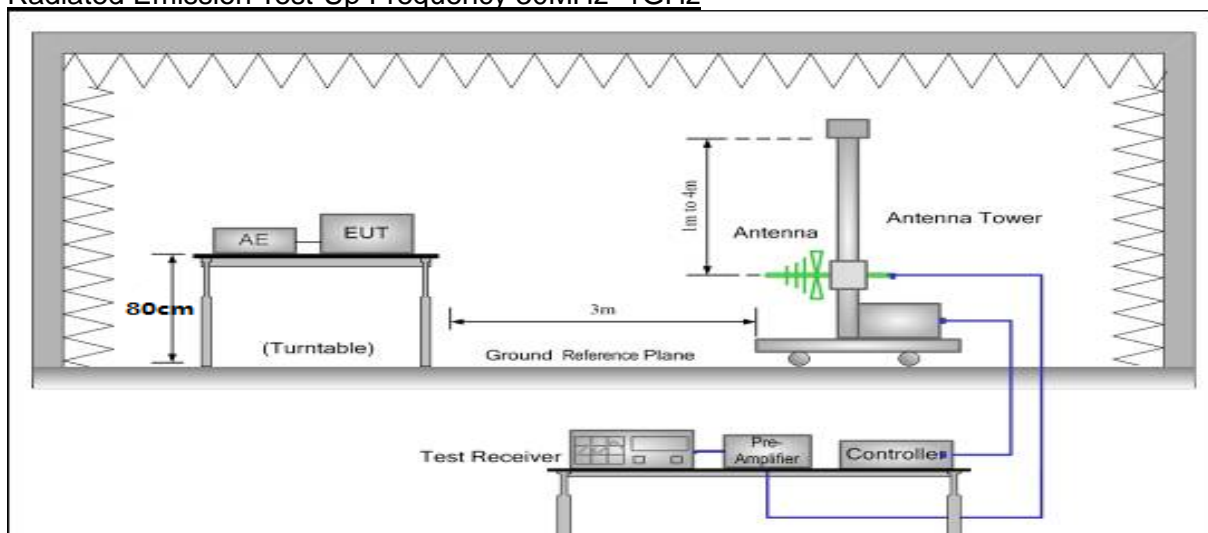 Radiated Emission Test-Up Frequency 30MHz~1GHz
1m to 4m
Antenna Tower
Antenna
AE
EUT
80cm
3m
(Turntable)
Ground Reference Plane
Test Receiver
Pre-
Amplifier
Controller